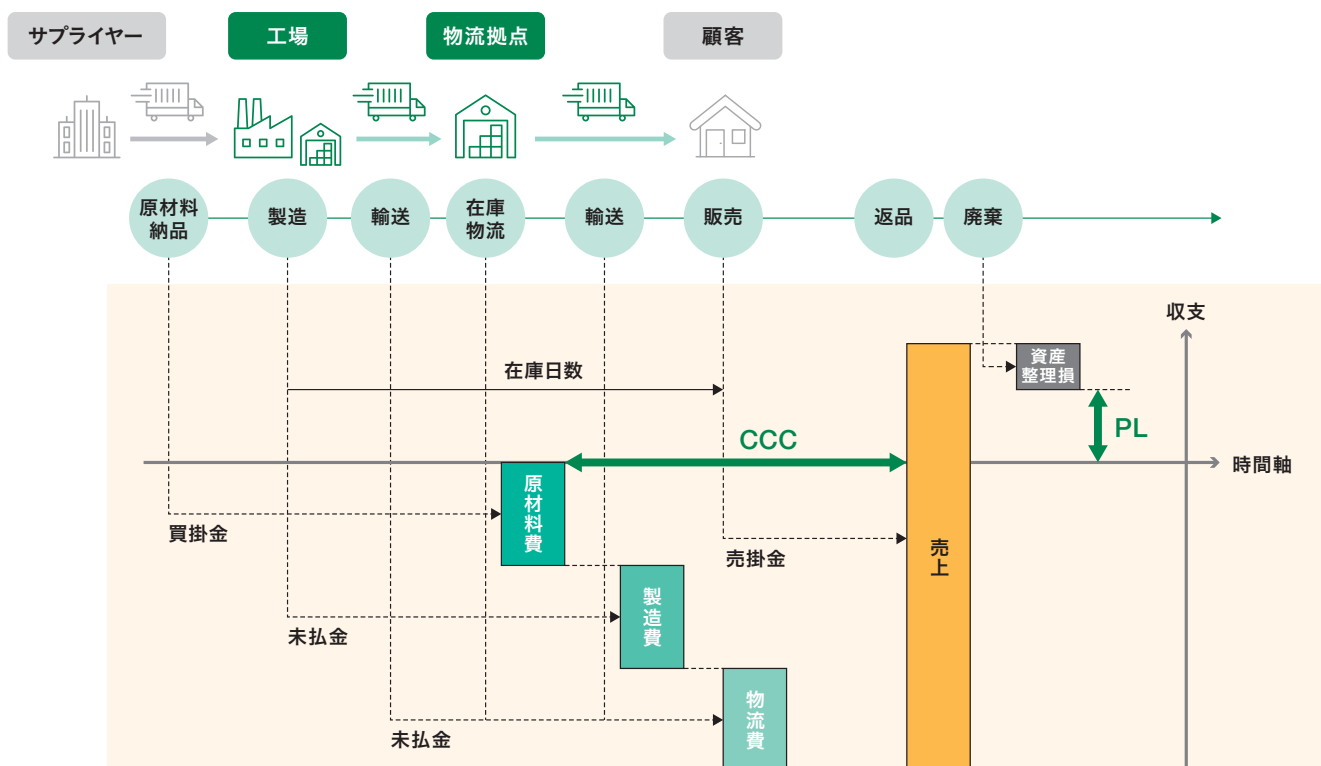 サプライヤー
工場
物流拠点
顧客
原材料
納品
製造
輸送
在庫
物流
輸送
販売
返品
廃棄
収支
資産
整理損
在庫日数
PL
CCC
時間軸
原材料費
買掛金
売掛金
売上
製造費
未払金
物流費
未払金